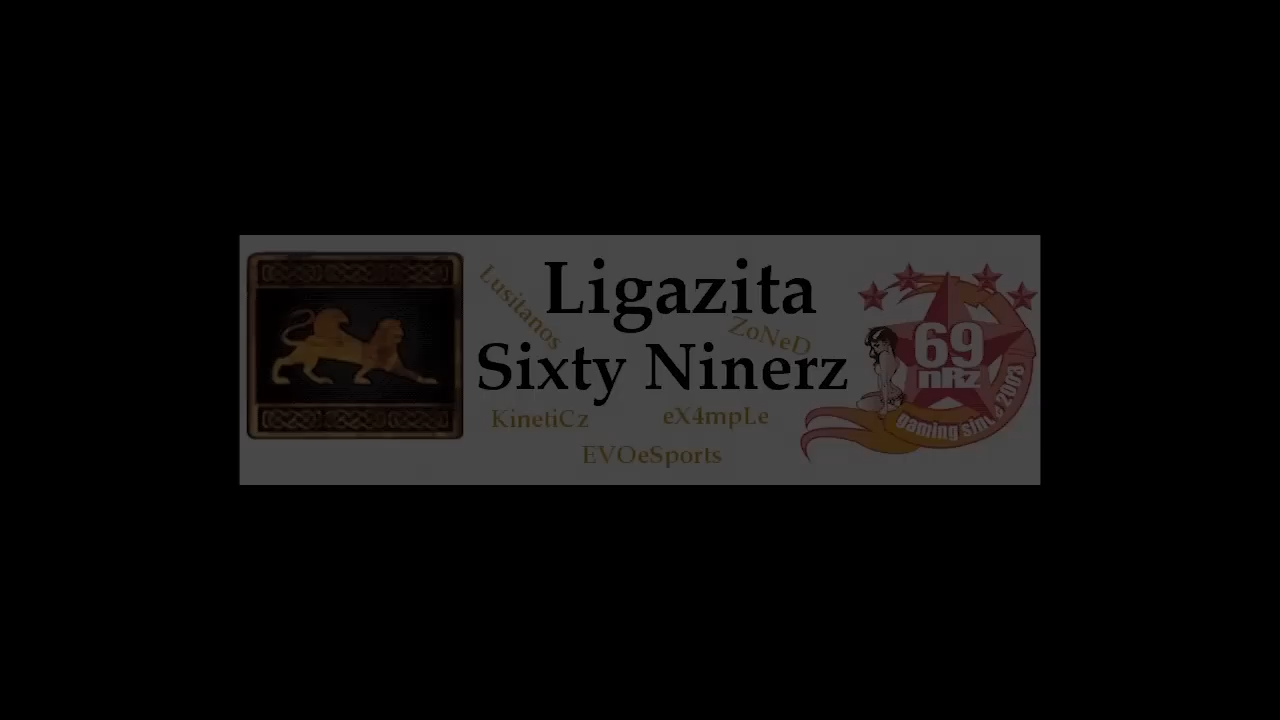 Ligazita
Lusitanos
ZoNeD
Sixty Ninerz
KinetiCz
eX4mpLe
EVOeSports
69
nRz
gaming since 2003